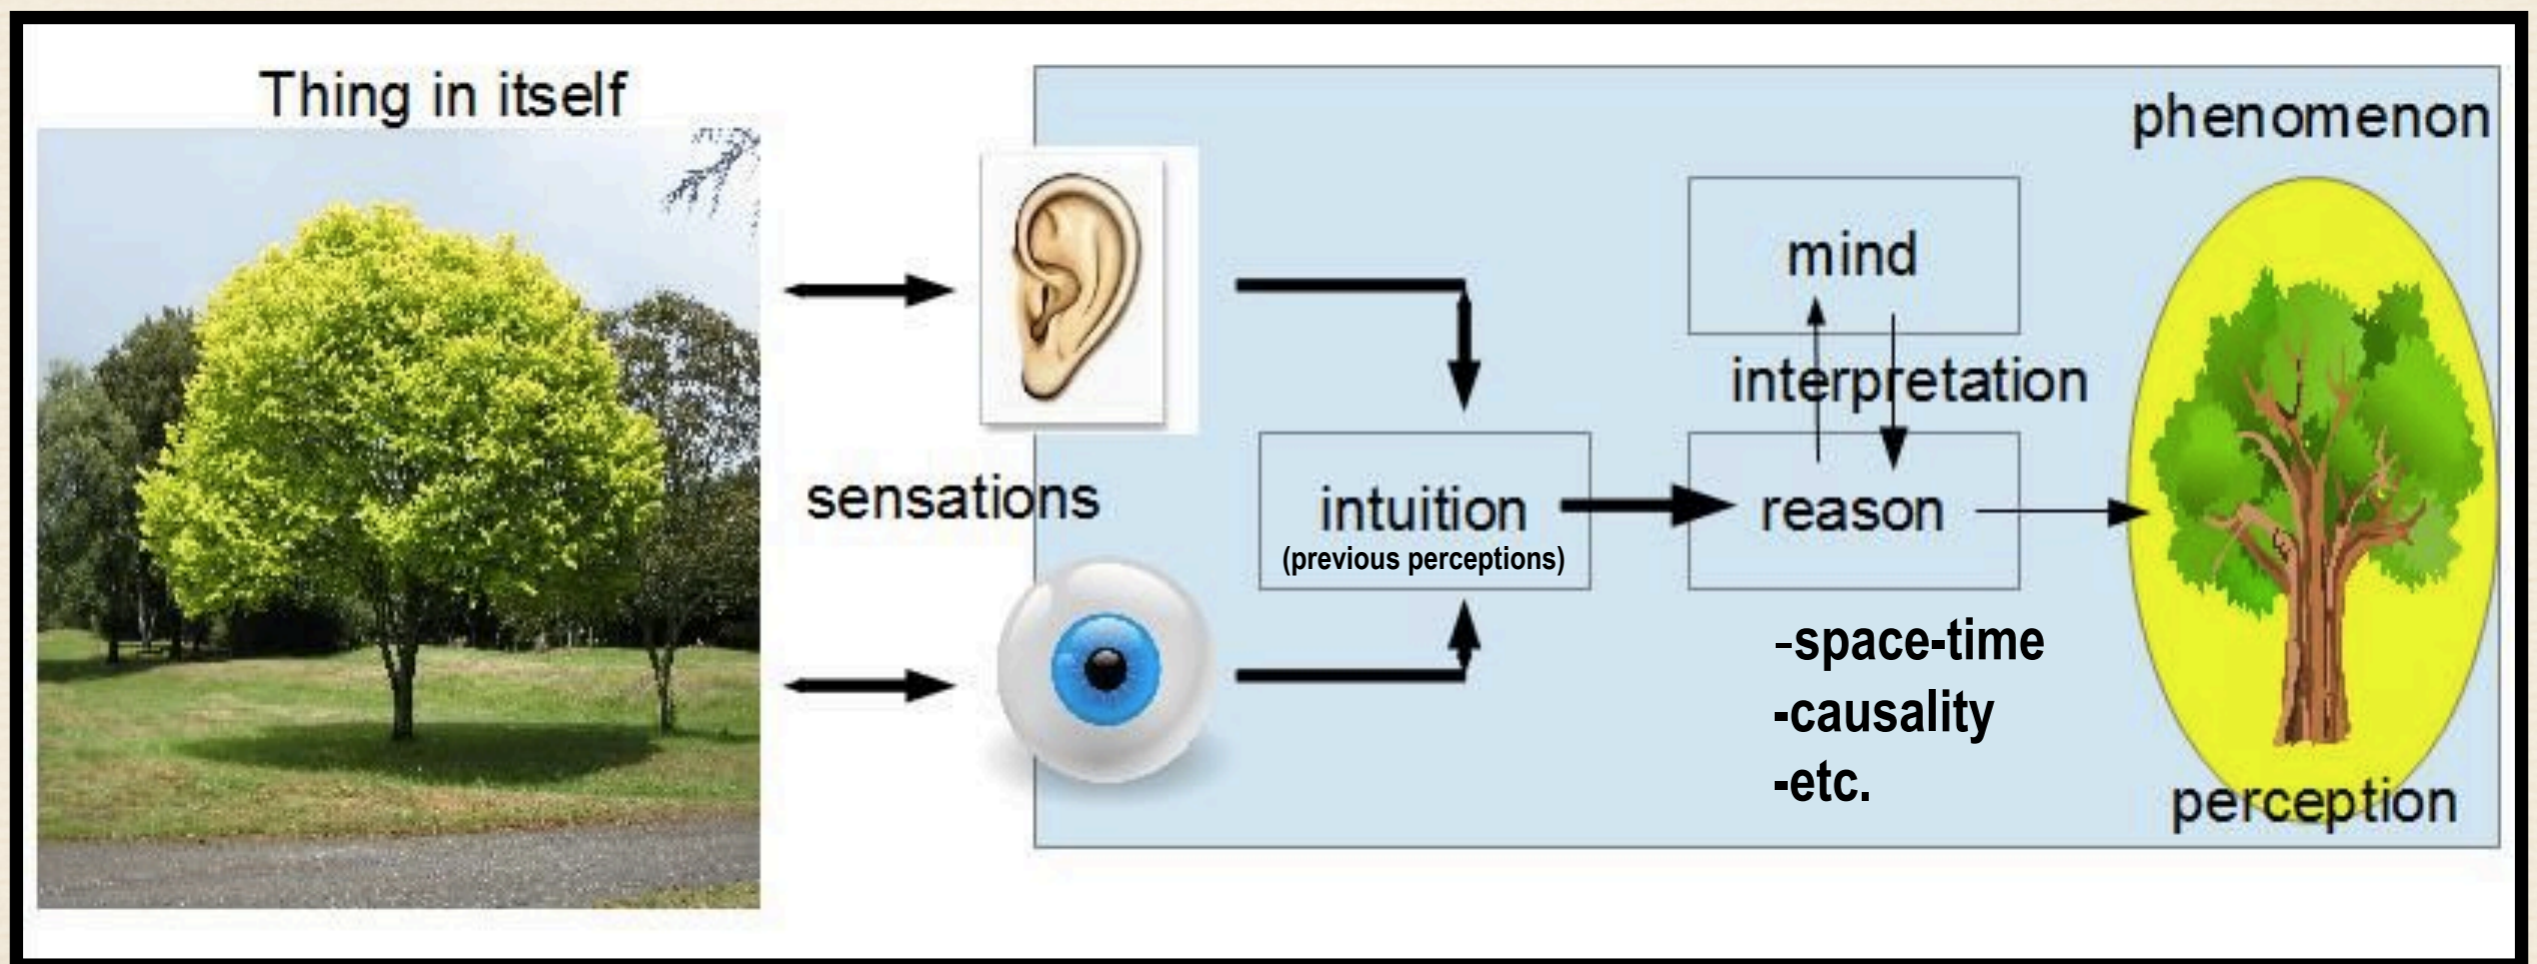 Thing in itself
phenomenon
mind
interpretation
sensations
intuition
(previous perceptions)
reason
-space-time
-causality
-etc.
perception